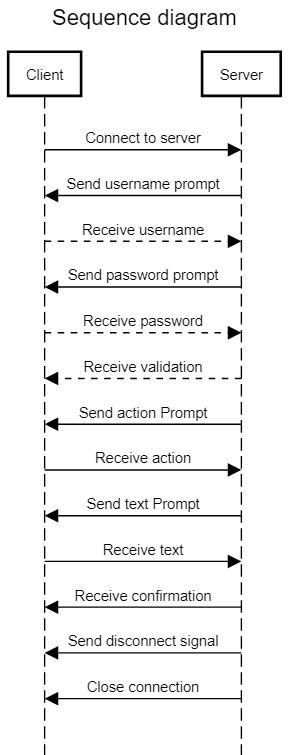 Sequence diagram
Client
Server
Connect to server
Send username prompt
Receive username
Send password prompt
Receive password
Receive validation
Send action Prompt
Receive action
Send text Prompt
Receive text
Receive confirmation
Send disconnect signal
Close connection